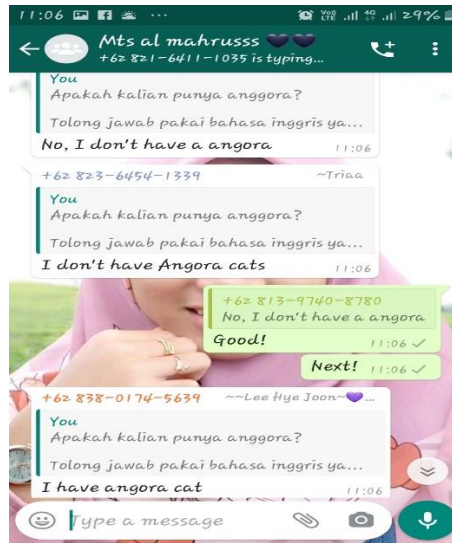 11:06
4G
29%
Mts al mahrusss
+62 821-6411-1035 is typing...
You
Apakah kalian punya anggora?
Tolong jawab pakai bahasa inggris ya...
No, I don't have a angora
11:06
+62 823-6454-1339 ~Triaa
You
Apakah kalian punya anggora?
Tolong jawab pakai bahasa inggris ya...
I don't have Angora cats
11:06
+62 813-9740-8780
No, I don't have a angora
Good! 11:06
Next! 11:06
+62 838-0174-5639 ~~Lee Hye Joon~💜...
You
Apakah kalian punya anggora?
Tolong jawab pakai bahasa inggris ya...
I have angora cat
11:06
Type a message